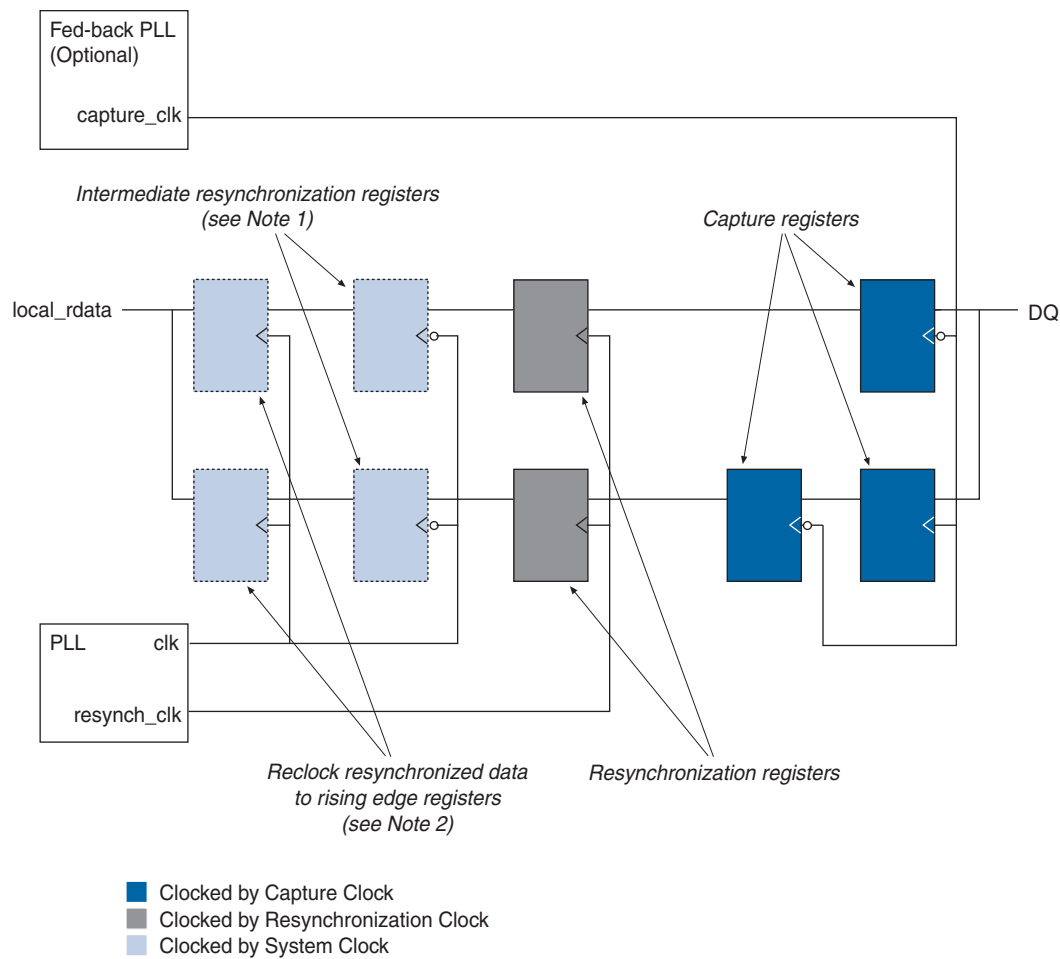 Fed-back PLL
(Optional)
capture_clk
Intermediate resynchronization registers
(see Note 1)
Capture registers
local_rdata
DQ
PLL
clk
resynch_clk
Reclock resynchronized data
to rising edge registers
(see Note 2)
Resynchronization registers
Clocked by Capture Clock
Clocked by Resynchronization Clock
Clocked by System Clock